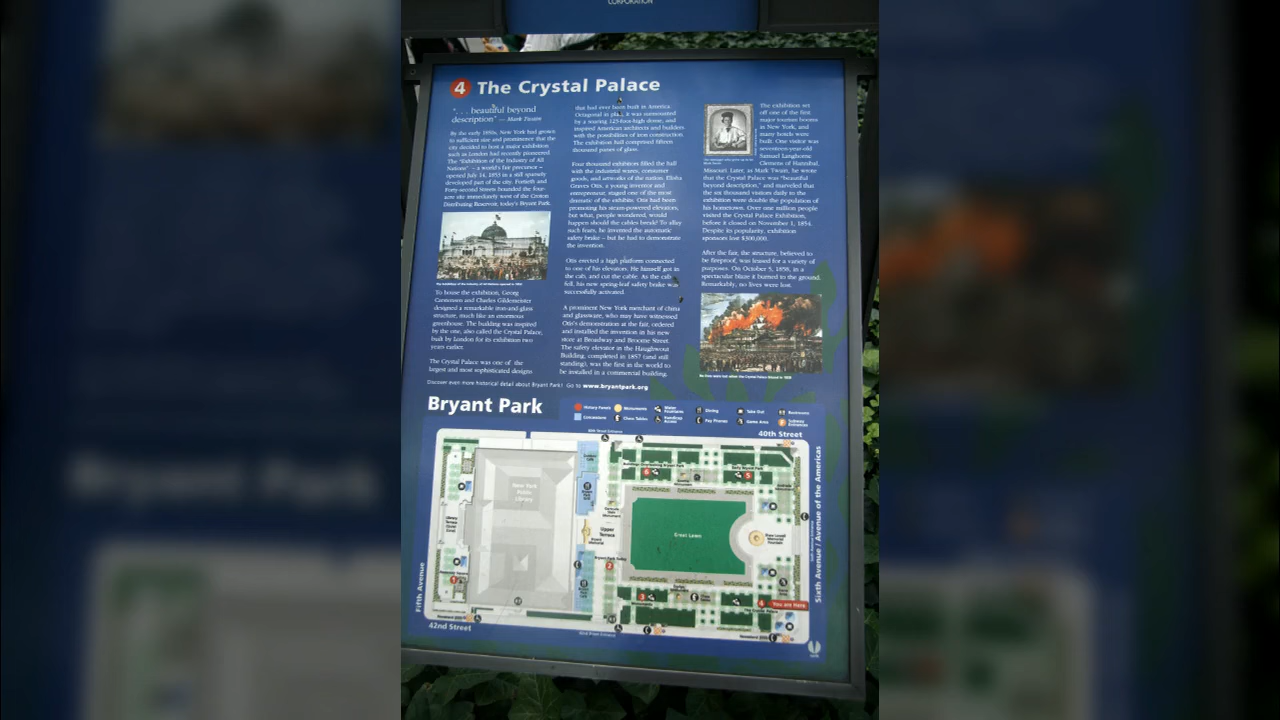 CORPORATION
4 The Crystal Palace
". . . beautiful beyond
description" — Mark Twain
By the early 1850s, New York had grown
to sufficient size and prominence that the
city decided to host a major exhibition
such as London had recently pioneered.
The "Exhibition of the Industry of All
Nations" – a world's fair precursor –
opened July 14, 1853 in a still sparsely
developed part of the city. Fortieth and
Forty-second Streets bounded the four-
acre site immediately west of the Croton
Distributing Reservoir, today's Bryant Park.
To house the exhibition, Georg
Carstensen and Charles Gildemeister
designed a remarkable iron-and-glass
structure, much like an enormous
greenhouse. The building was inspired
by the one, also called the Crystal Palace,
built by London for its exhibition two
years earlier.
The Crystal Palace was one of the
largest and most sophisticated designs
that had ever been built in America.
Octagonal in plan, it was surmounted
by a soaring 123-foot-high dome, and
inspired American architects and builders
with the possibilities of iron construction.
The exhibition hall comprised fifteen
thousand panes of glass.
Four thousand exhibitors filled the hall
with the industrial wares, consumer
goods, and artworks of the nation. Elisha
Graves Otis, a young inventor and
entrepreneur, staged one of the most
dramatic of the exhibits. Otis had been
promoting his steam-powered elevators,
but what, people wondered, would
happen should the cables break? To allay
such fears, he invented the automatic
safety brake – but he had to demonstrate
the invention.
Otis erected a high platform connected
to one of his elevators. He himself got in
the cab, and cut the cable. As the cab
fell, his new spring-leaf safety brake was
successfully activated.
A prominent New York merchant of china
and glassware, who may have witnessed
Otis's demonstration at the fair, ordered
and installed the invention in his new
store at Broadway and Broome Street.
The safety elevator in the Haughwout
Building, completed in 1857 (and still
standing), was the first in the world to
be installed in a commercial building.
The exhibition set
off one of the first
major tourism booms
in New York, and
many hotels were
built. One visitor was
seventeen-year-old
Samuel Langhorne
Clemens of Hannibal,
Missouri. Later, as Mark Twain, he wrote
that the Crystal Palace was "beautiful
beyond description," and marveled that
the six thousand visitors daily to the
exhibition were double the population of
his hometown. Over one million people
visited the Crystal Palace Exhibition,
before it closed on November 1, 1854.
Despite its popularity, exhibition
sponsors lost $300,000.
After the fair, the structure, believed to
be fireproof, was leased for a variety of
purposes. On October 5, 1858, in a
spectacular blaze it burned to the ground.
Remarkably, no lives were lost.
Discover even more historical detail about Bryant Park! Go to www.bryantpark.org
Bryant Park
History Panels
Monuments
Dining
Take Out
Restrooms
Concessions
Chess Tables
Pay Phones
Game Area
40th Street
New York
Public
Library
Upper
Terrace
Great Lawn
You are Here
Fifth Avenue
Sixth Avenue / Avenue of the Americas
42nd Street